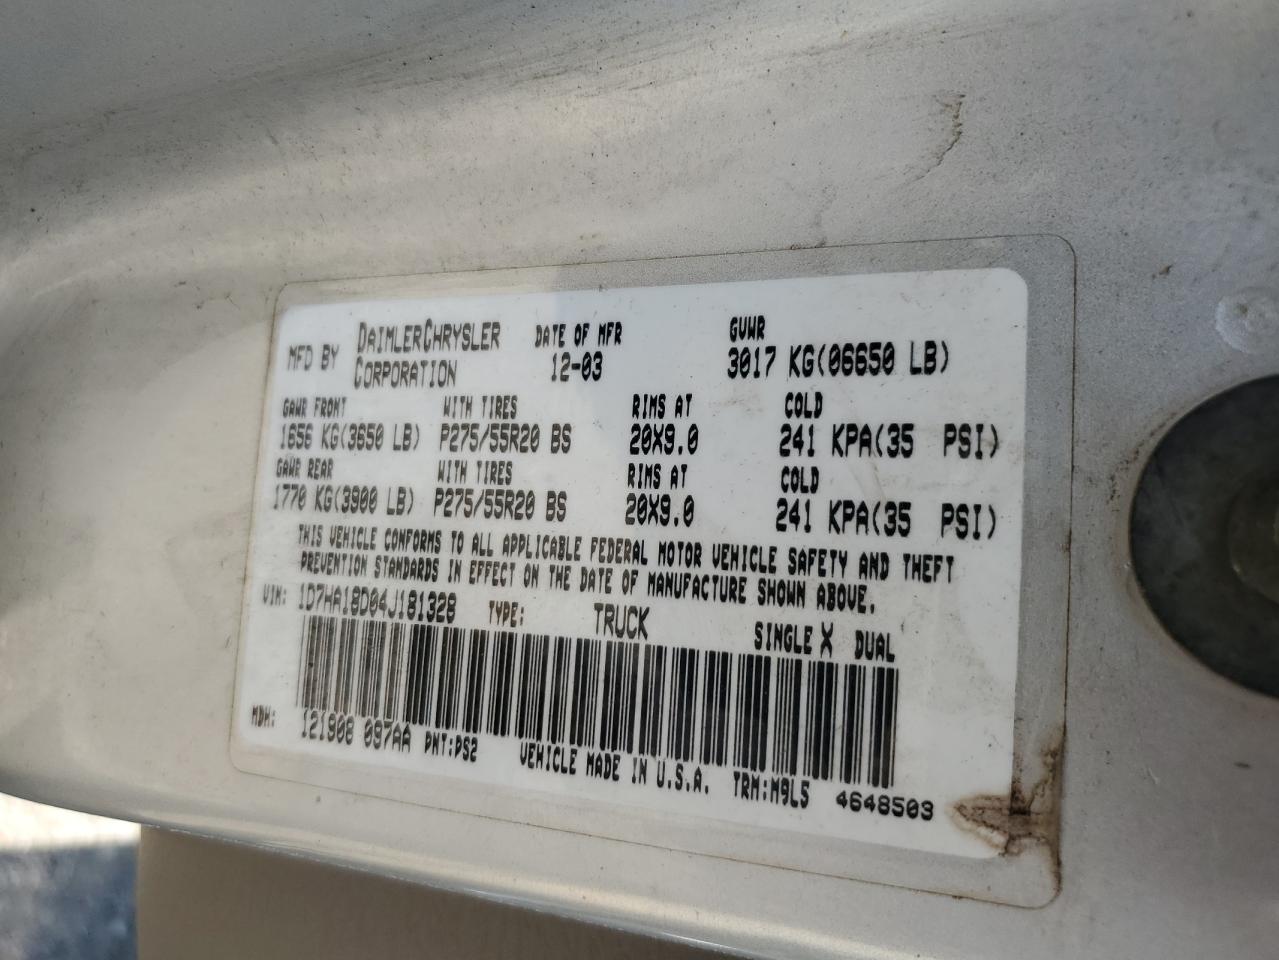 MFD BY DAIMLERCHRYSLER CORPORATION DATE OF MFR 12-03 GVWR 3017 KG(06650 LB)
GAWR FRONT WITH TIRES RIMS AT COLD
1656 KG(3650 LB) P275/55R20 BS 20X9.0 241 KPA(35 PSI)
GAWR REAR WITH TIRES RIMS AT COLD
1770 KG(3900 LB) P275/55R20 BS 20X9.0 241 KPA(35 PSI)
THIS VEHICLE CONFORMS TO ALL APPLICABLE FEDERAL MOTOR VEHICLE SAFETY AND THEFT
PREVENTION STANDARDS IN EFFECT ON THE DATE OF MANUFACTURE SHOWN ABOVE.
VIN: 1D7HA18D04J181328 TYPE: TRUCK SINGLE X DUAL
MDH: 121908 097AA PNT:PS2 VEHICLE MADE IN U.S.A. TRM:M9L5 4648503